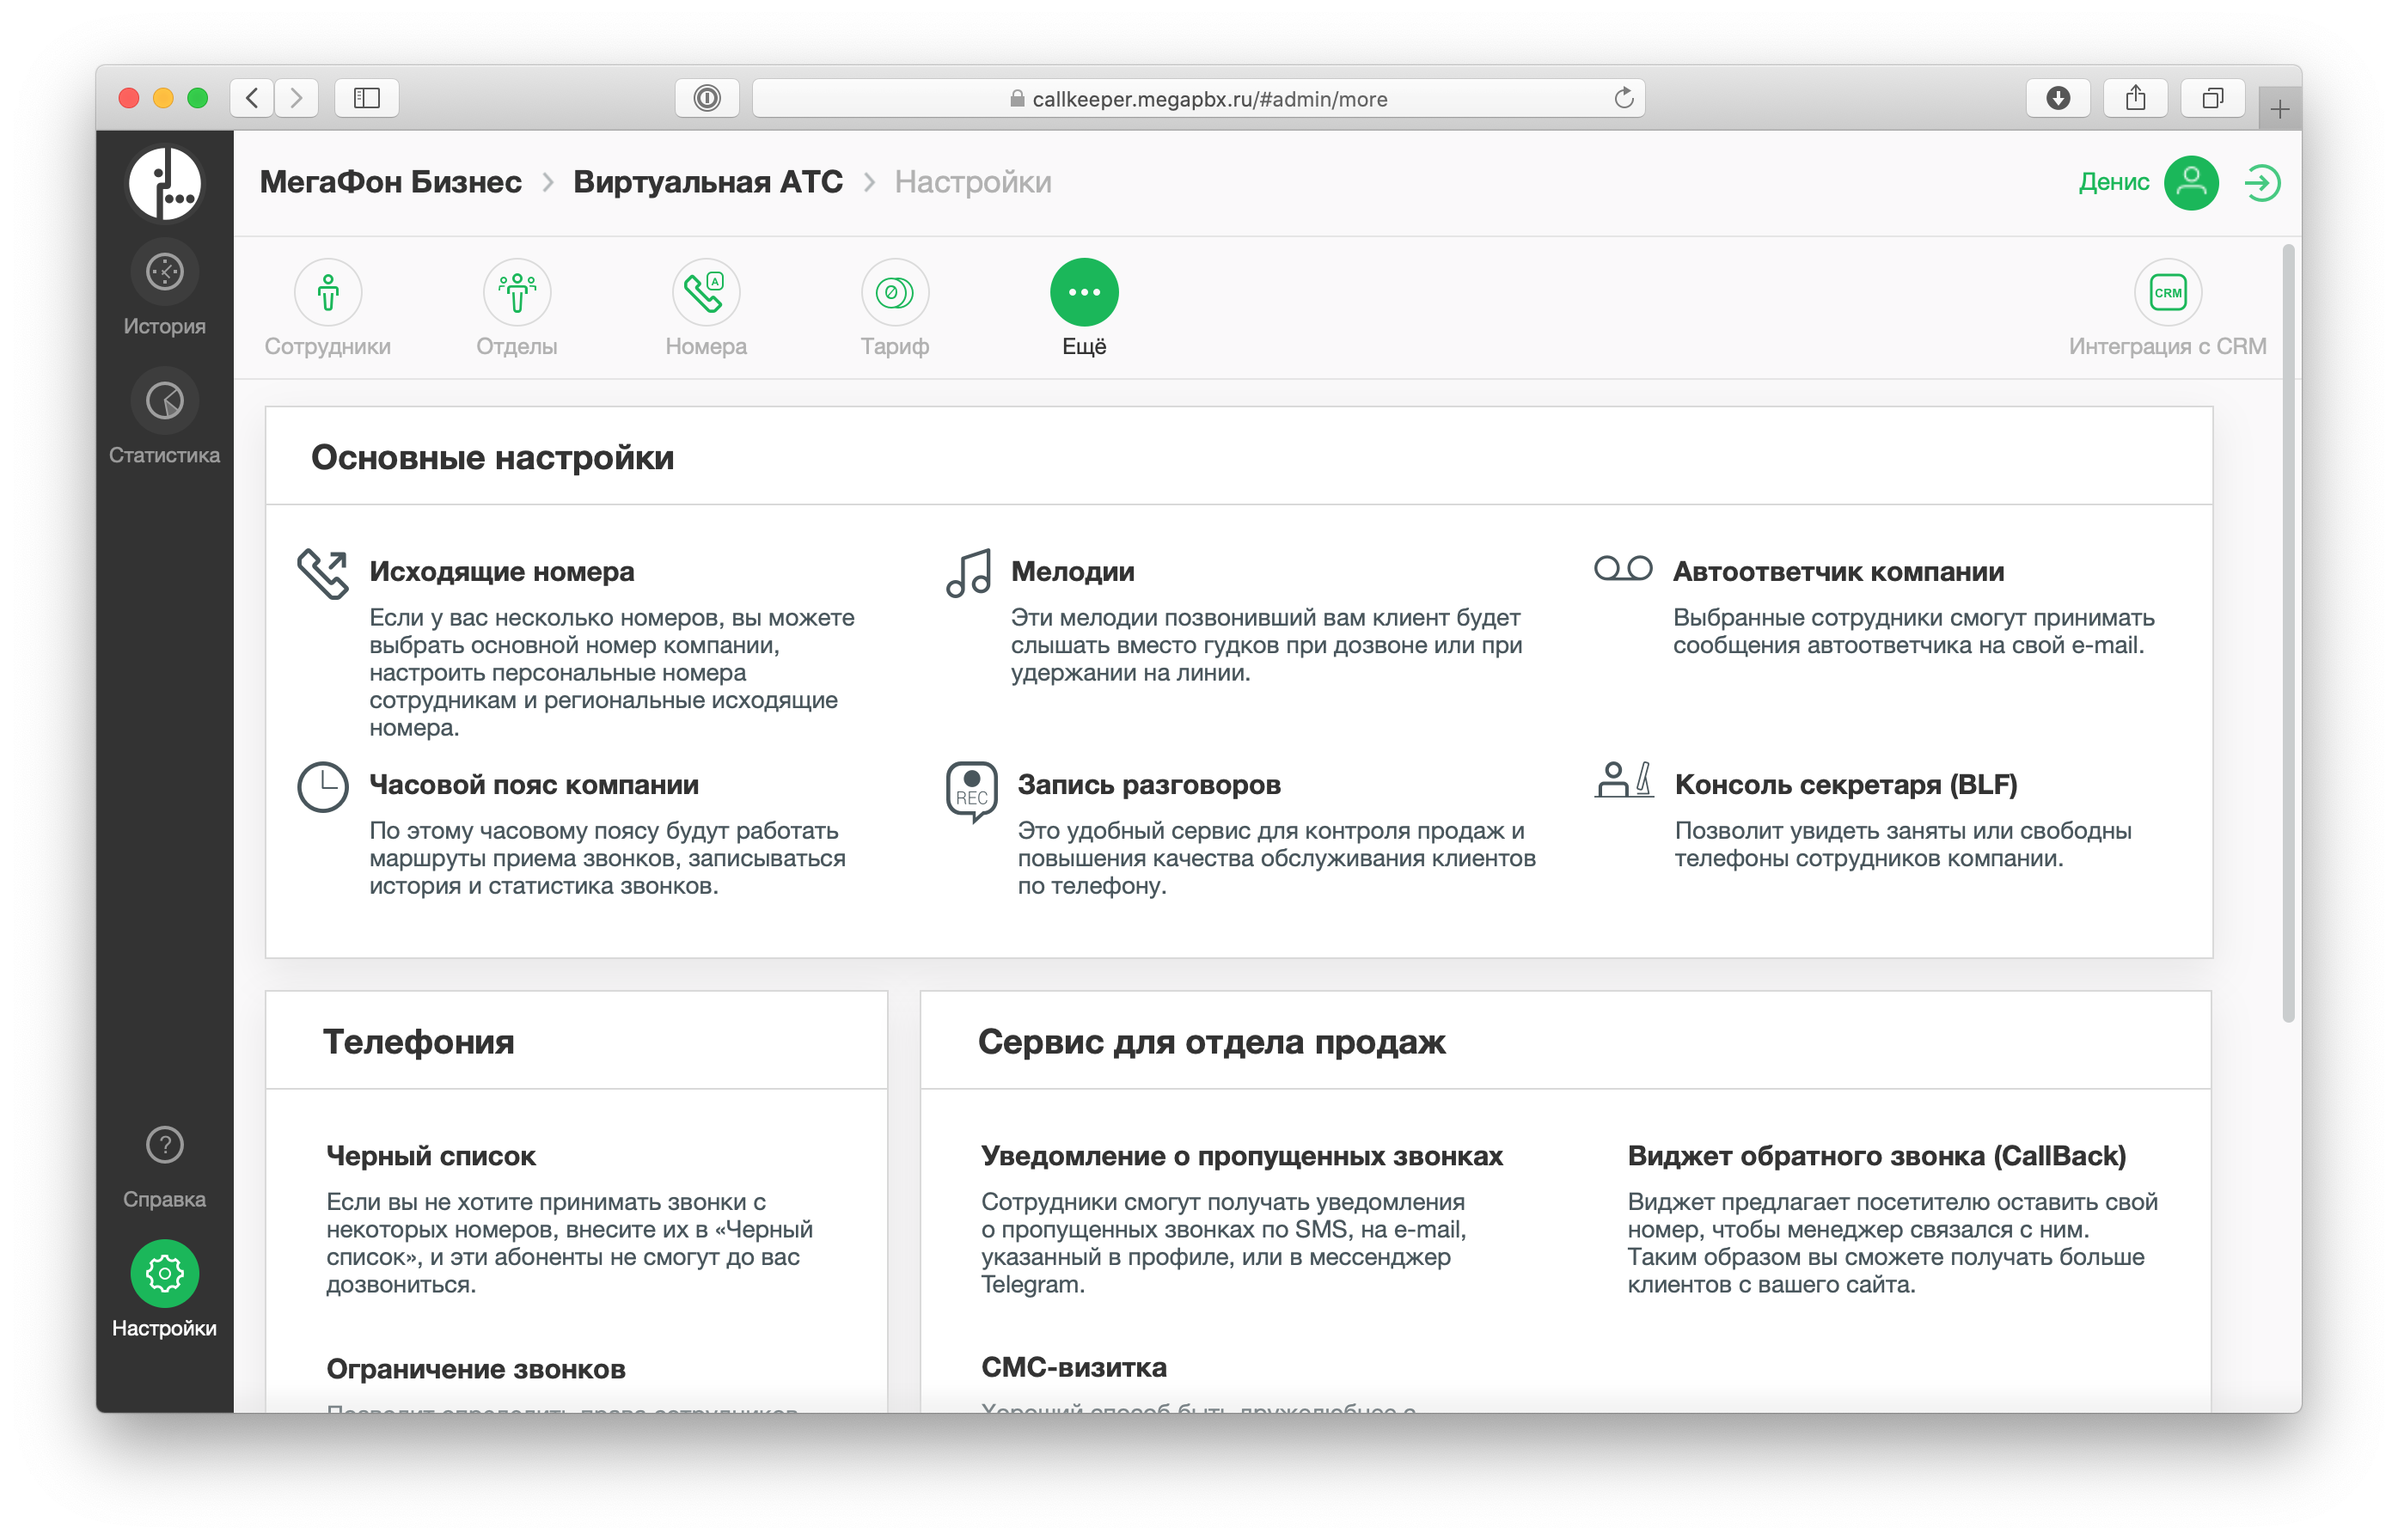 callkeeper.megapbx.ru/#admin/more
МегаФон Бизнес > Виртуальная АТС > Настройки
Денис
История
Статистика
Справка
Настройки
Сотрудники
Отделы
Номера
Тариф
Ещё
CRM
Интеграция с CRM
Основные настройки
Исходящие номера
Если у вас несколько номеров, вы можете
выбрать основной номер компании,
настроить персональные номера
сотрудникам и региональные исходящие
номера.
Мелодии
Эти мелодии позвонивший вам клиент будет
слышать вместо гудков при дозвоне или при
удержании на линии.
Автоответчик компании
Выбранные сотрудники смогут принимать
сообщения автоответчика на свой e-mail.
Часовой пояс компании
По этому часовому поясу будут работать
маршруты приема звонков, записываться
история и статистика звонков.
REC
Запись разговоров
Это удобный сервис для контроля продаж и
повышения качества обслуживания клиентов
по телефону.
Консоль секретаря (BLF)
Позволит увидеть заняты или свободны
телефоны сотрудников компании.
Телефония
Черный список
Если вы не хотите принимать звонки с
некоторых номеров, внесите их в «Черный
список», и эти абоненты не смогут до вас
дозвониться.
Ограничение звонков
Позволит определить права сотрудников
Сервис для отдела продаж
Уведомление о пропущенных звонках
Сотрудники смогут получать уведомления
о пропущенных звонках по SMS, на e-mail,
указанный в профиле, или в мессенджер
Telegram.
Виджет обратного звонка (CallBack)
Виджет предлагает посетителю оставить свой
номер, чтобы менеджер связался с ним.
Таким образом вы сможете получать больше
клиентов с вашего сайта.
СМС-визитка
Хороший способ быть дружелюбнее с